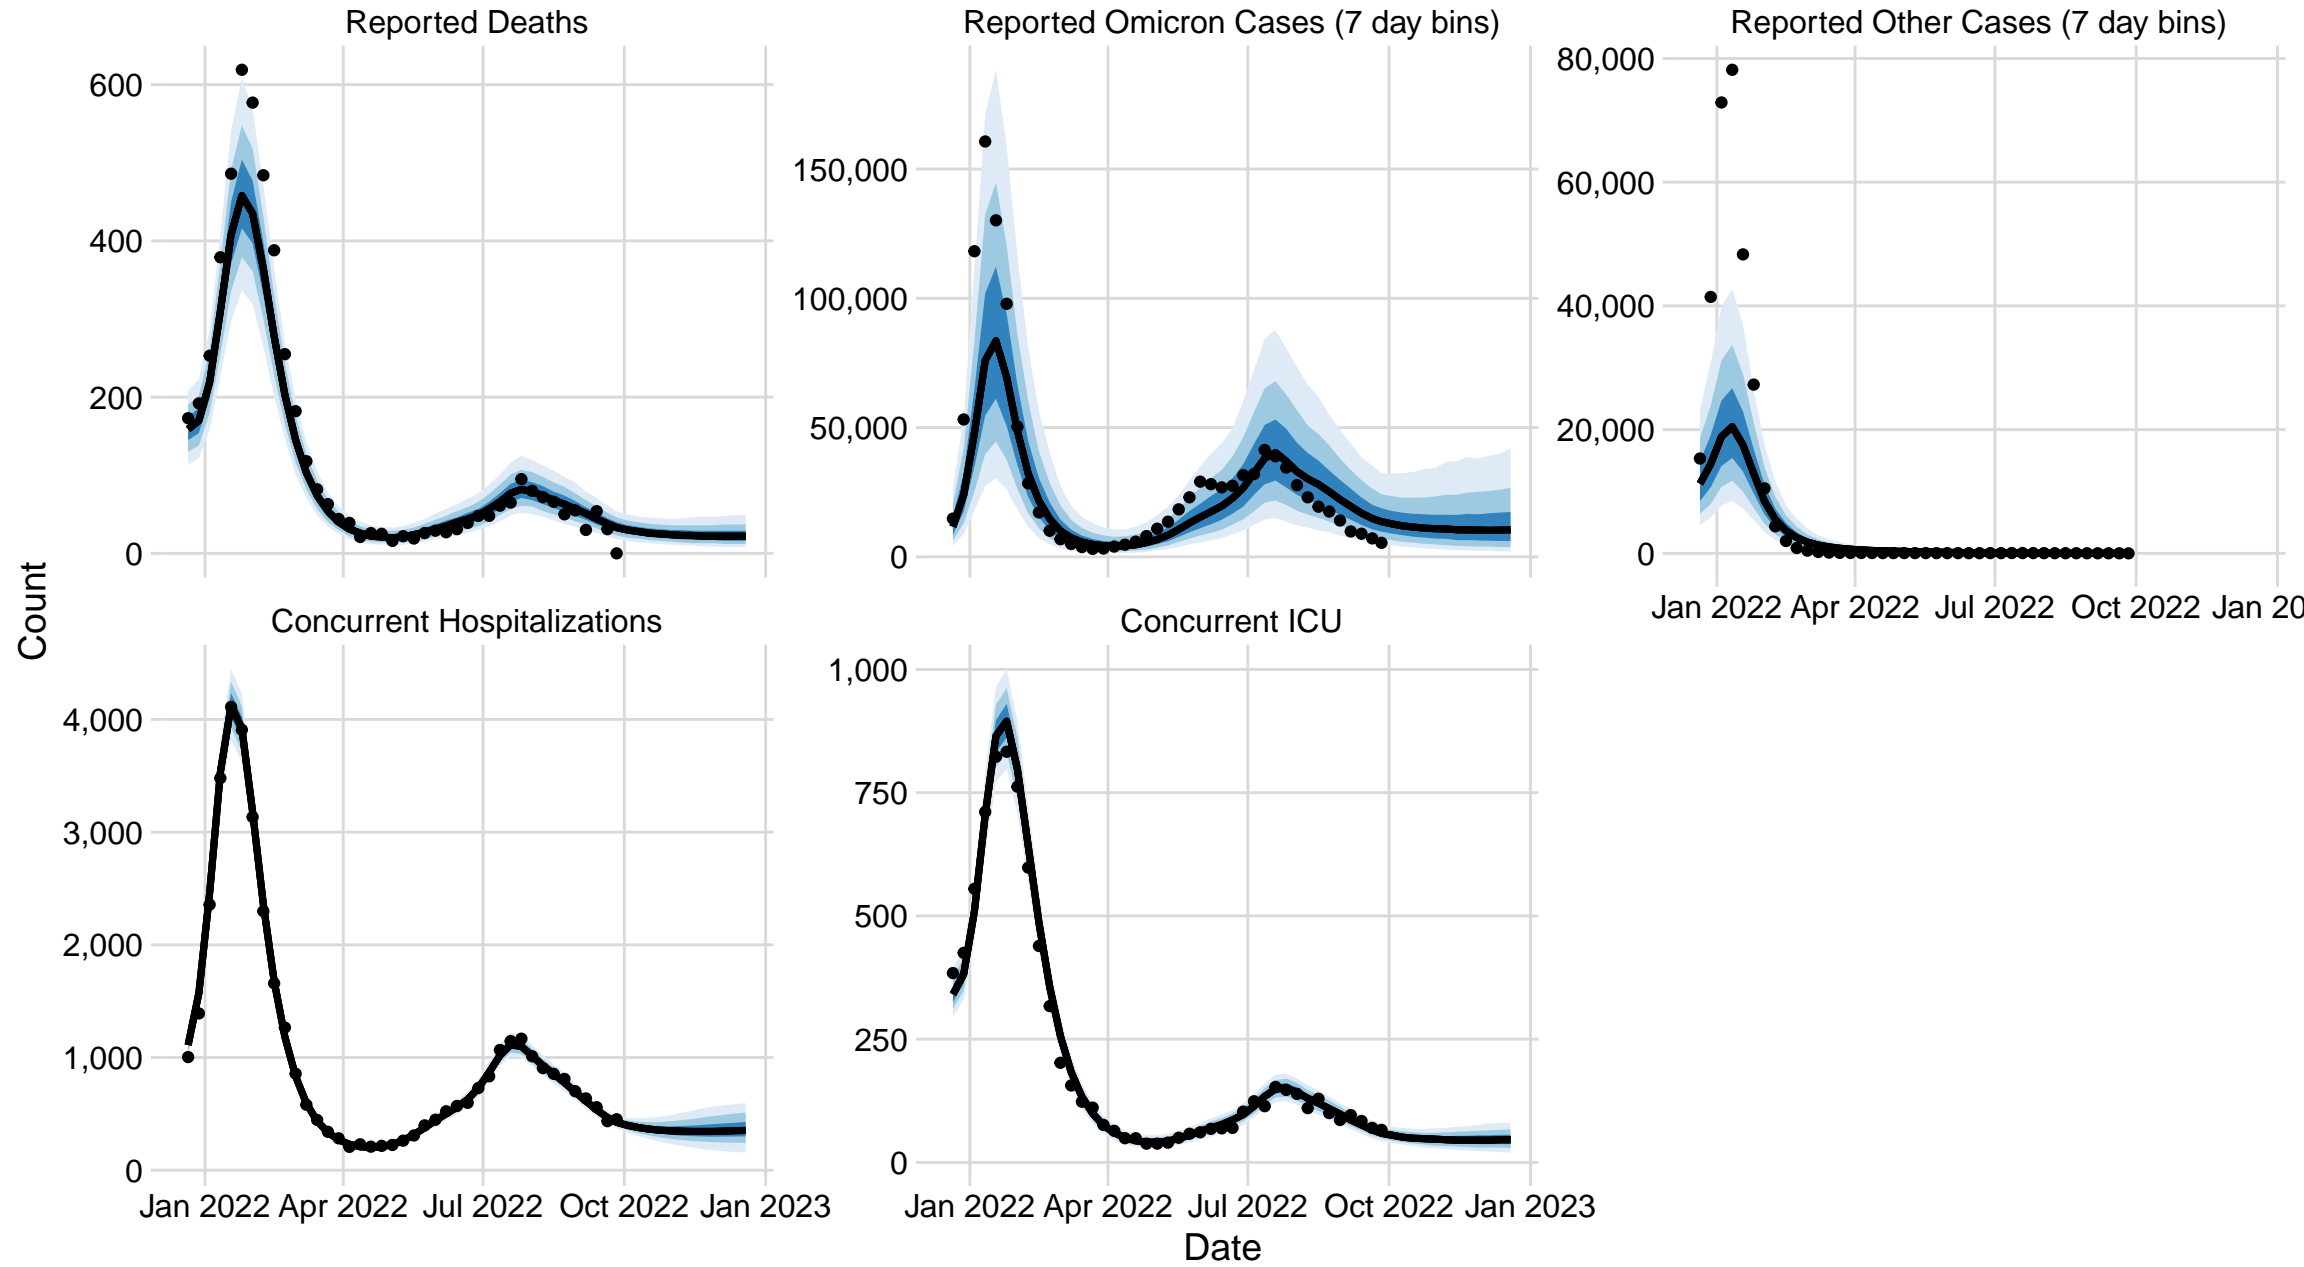 Reported Deaths
Reported Omicron Cases (7 day bins)
Reported Other Cases (7 day bins)
600
400
200
0
150,000
100,000
50,000
0
80,000
60,000
40,000
20,000
0
Jan 2022 Apr 2022 Jul 2022 Oct 2022 Jan 20
Count
Concurrent Hospitalizations
Concurrent ICU
4,000
3,000
2,000
1,000
0
1,000
750
500
250
0
Jan 2022 Apr 2022 Jul 2022 Oct 2022 Jan 2023
Jan 2022 Apr 2022 Jul 2022 Oct 2022 Jan 2023
Date